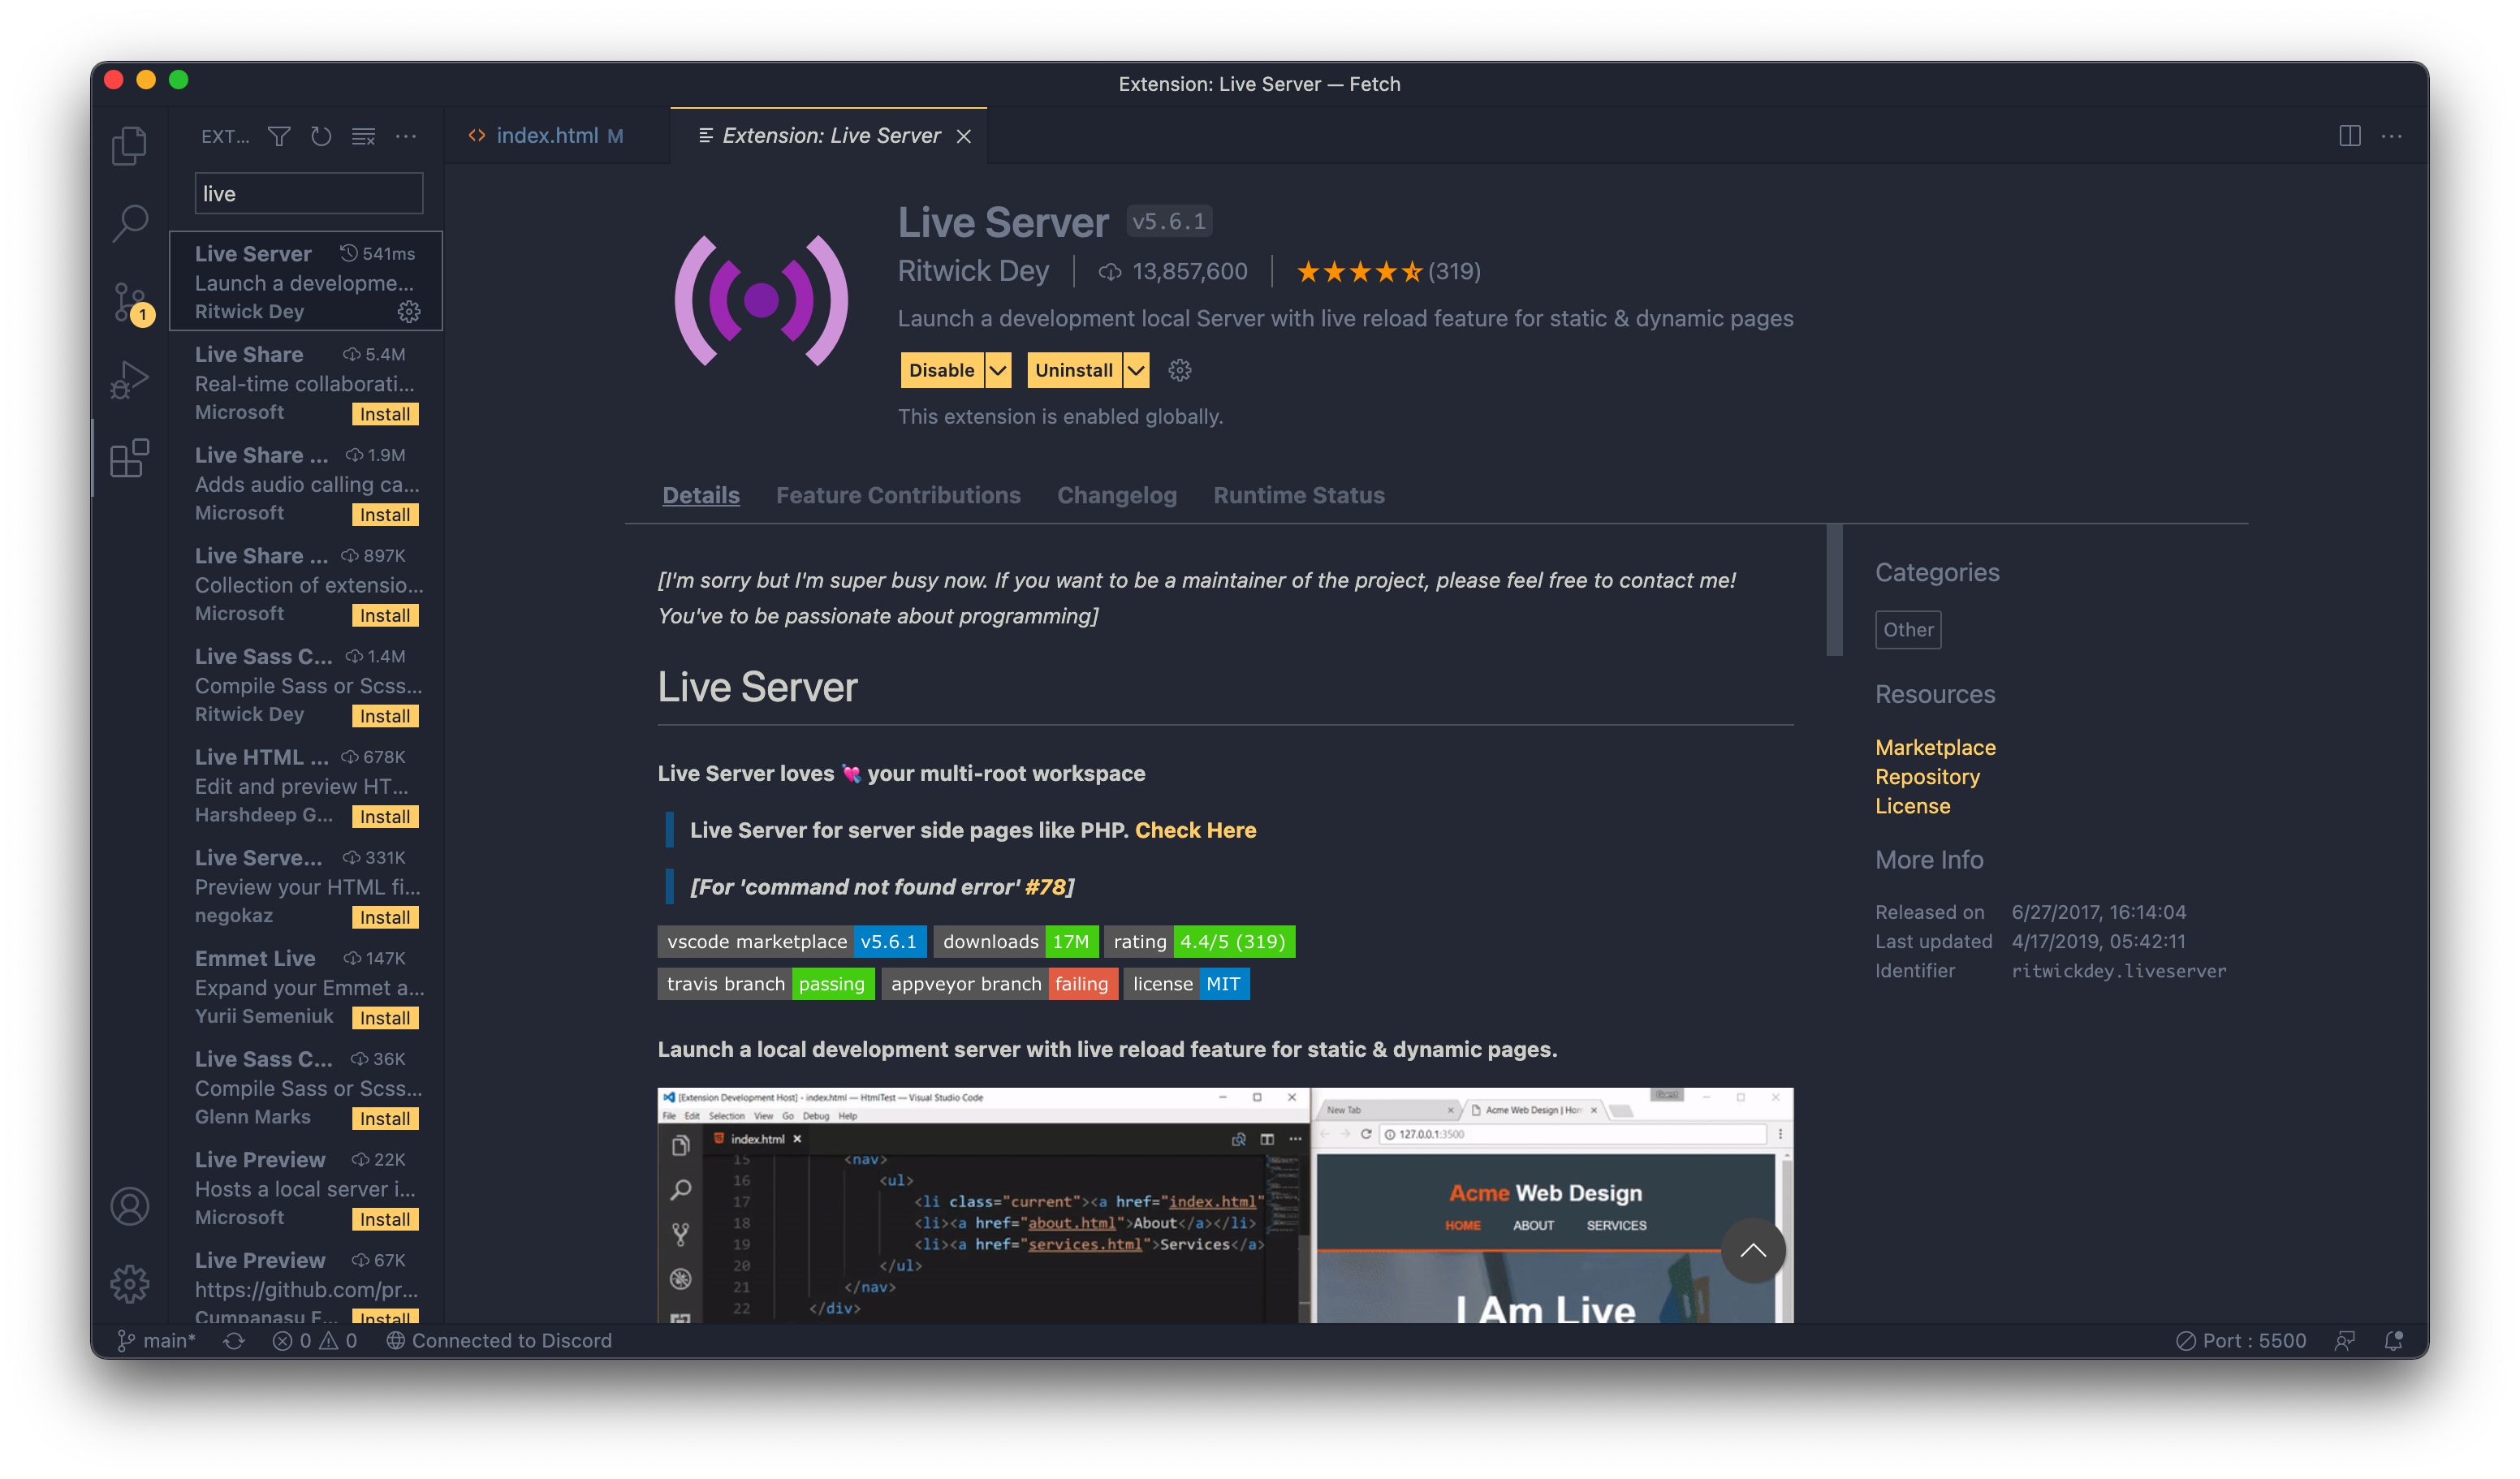 Extension: Live Server — Fetch
EXT...
index.html M
Extension: Live Server
live
Live Server 541ms
Launch a developme...
Ritwick Dey
Live Share 5.4M
Real-time collaborati...
Microsoft Install
Live Share ... 1.9M
Adds audio calling ca...
Microsoft Install
Live Share ... 897K
Collection of extensio...
Microsoft Install
Live Sass C... 1.4M
Compile Sass or Scss...
Ritwick Dey Install
Live HTML ... 678K
Edit and preview HT...
Harshdeep G... Install
Live Serve... 331K
Preview your HTML fi...
negokaz Install
Emmet Live 147K
Expand your Emmet a...
Yurii Semeniuk Install
Live Sass C... 36K
Compile Sass or Scss...
Glenn Marks Install
Live Preview 22K
Hosts a local server i...
Microsoft Install
Live Preview 67K
https://github.com/pr...
Cumpanasu F... Install
1
Live Server v5.6.1
Ritwick Dey 13,857,600 (319)
Launch a development local Server with live reload feature for static & dynamic pages
Disable Uninstall
This extension is enabled globally.
Details Feature Contributions Changelog Runtime Status
[I'm sorry but I'm super busy now. If you want to be a maintainer of the project, please feel free to contact me!
You've to be passionate about programming]
Live Server
Live Server loves 💘 your multi-root workspace
Live Server for server side pages like PHP. Check Here
[For 'command not found error' #78]
vscode marketplace v5.6.1 downloads 17M rating 4.4/5 (319)
travis branch passing appveyor branch failing license MIT
Launch a local development server with live reload feature for static & dynamic pages.
[Extension Development Host] - index.html — HtmlTest — Visual Studio Code
File Edit Selection View Go Debug Help
index.html
15 <nav>
16 <ul>
17 <li class="current"><a href="index.html"
18 <li><a href="about.html">About</a></li>
19 <li><a href="services.html">Services</a>
20 </ul>
21 </nav>
22 </div>
New Tab Acme Web Design | Hom
127.0.0.1:3500
Acme Web Design
HOME ABOUT SERVICES
I Am Live
Categories
Other
Resources
Marketplace
Repository
License
More Info
Released on 6/27/2017, 16:14:04
Last updated 4/17/2019, 05:42:11
Identifier ritwickdey.liveserver
main* 0 0 Connected to Discord
Port : 5500